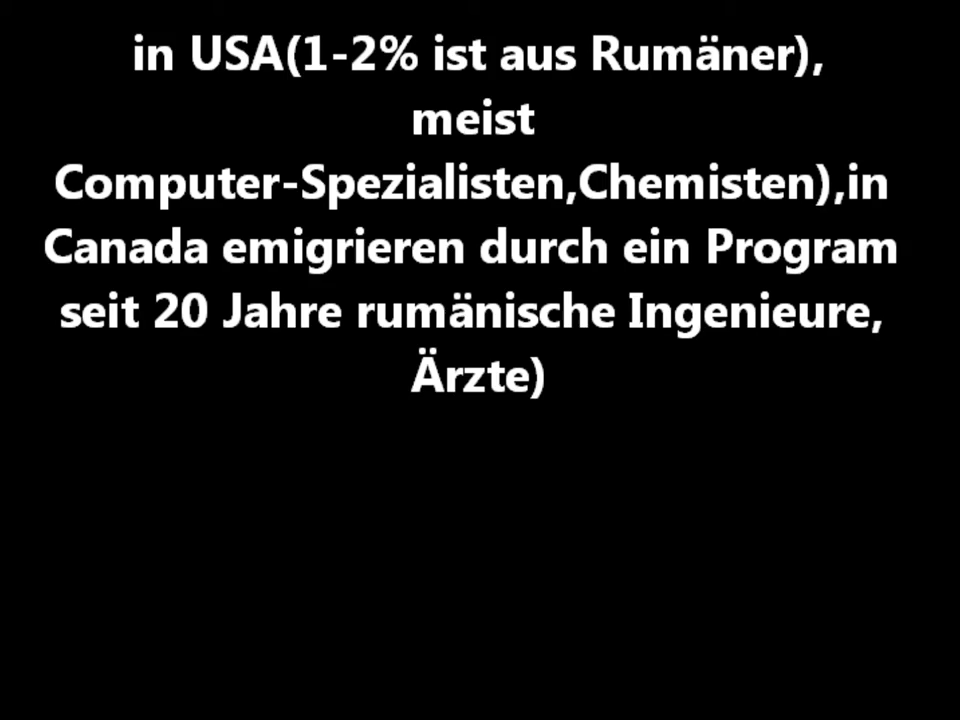 in USA(1-2% ist aus Rumäner),
meist
Computer-Spezialisten,Chemisten),in
Canada emigrieren durch ein Program
seit 20 Jahre rumänische Ingenieure,
Ärzte)